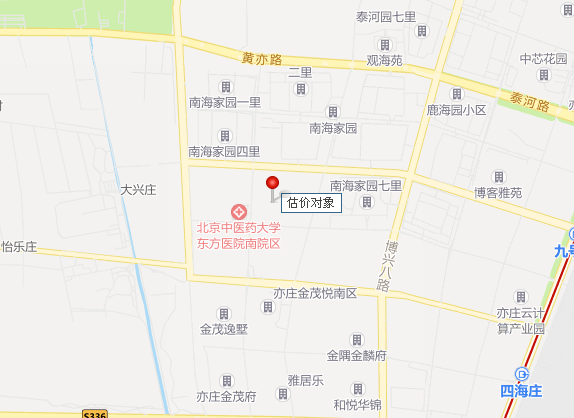 泰河园七里
观海苑
黄亦路
二里
中芯花园
南海家园一里
鹿海园小区
泰河路
南海家园
南海家园四里
大兴庄
南海家园七里
博客雅苑
估价对象
北京中医药大学
东方医院南院区
怡乐庄
博兴八路
亦庄金茂悦南区
亦庄云计
算产业园
金茂逸墅
金隅金麟府
四海庄
雅居乐
亦庄金茂府
和悦华锦
S336